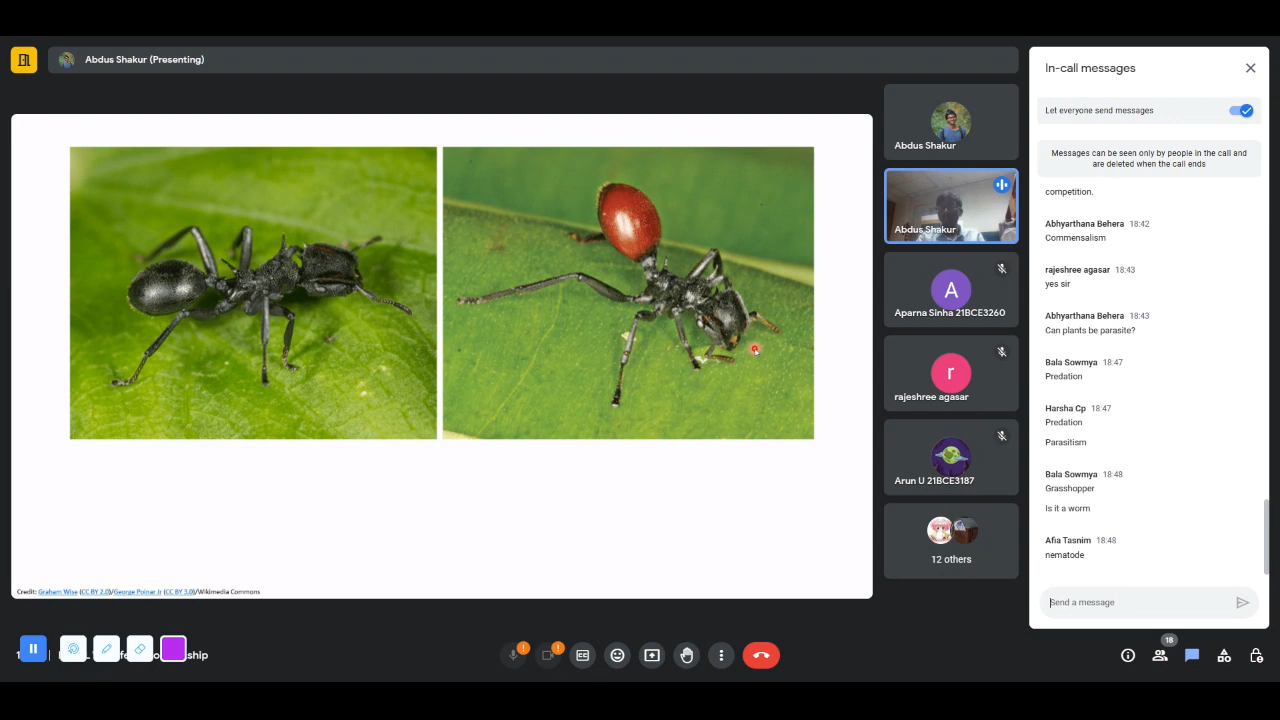 Abdus Shakur (Presenting)
Credit: Graham Wise (CC BY 2.0)/George Poinar Jr (CC BY 3.0)/Wikimedia Commons
Abdus Shakur
Abdus Shakur
A
Aparna Sinha 21BCE3260
r
rajeshree agasar
Arun U 21BCE3187
12 others
In-call messages
Let everyone send messages
Messages can be seen only by people in the call and
are deleted when the call ends
competition.
Abhyarthana Behera 18:42
Commensalism
rajeshree agasar 18:43
yes sir
Abhyarthana Behera 18:43
Can plants be parasite?
Bala Sowmya 18:47
Predation
Harsha Cp 18:47
Predation
Parasitism
Bala Sowmya 18:48
Grasshopper
Is it a worm
Afia Tasnim 18:48
nematode
Send a message
ship
18